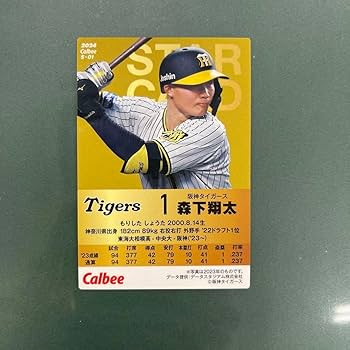 2024
Calbee
S-01
STAR
CARD
Joshin
Tigers 1 阪神タイガース
森下翔太
もりした しょうた 2000.8.14生
神奈川県出身 182cm 89kg 右投右打 外野手 '22ドラフト1位
東海大相模高-中央大-阪神('23〜)
試合 打席 得点 安打 本塁打 打点 盗塁 打率
'23成績 94 377 42 79 10 41 1 .237
通算 94 377 42 79 10 41 1 .237
Calbee
※写真は2023年のものです。
データ提供:データスタジアム株式会社
©阪神タイガース